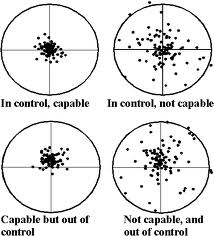 In control, capable
In control, not capable
Capable but out of
control
Not capable, and
out of control